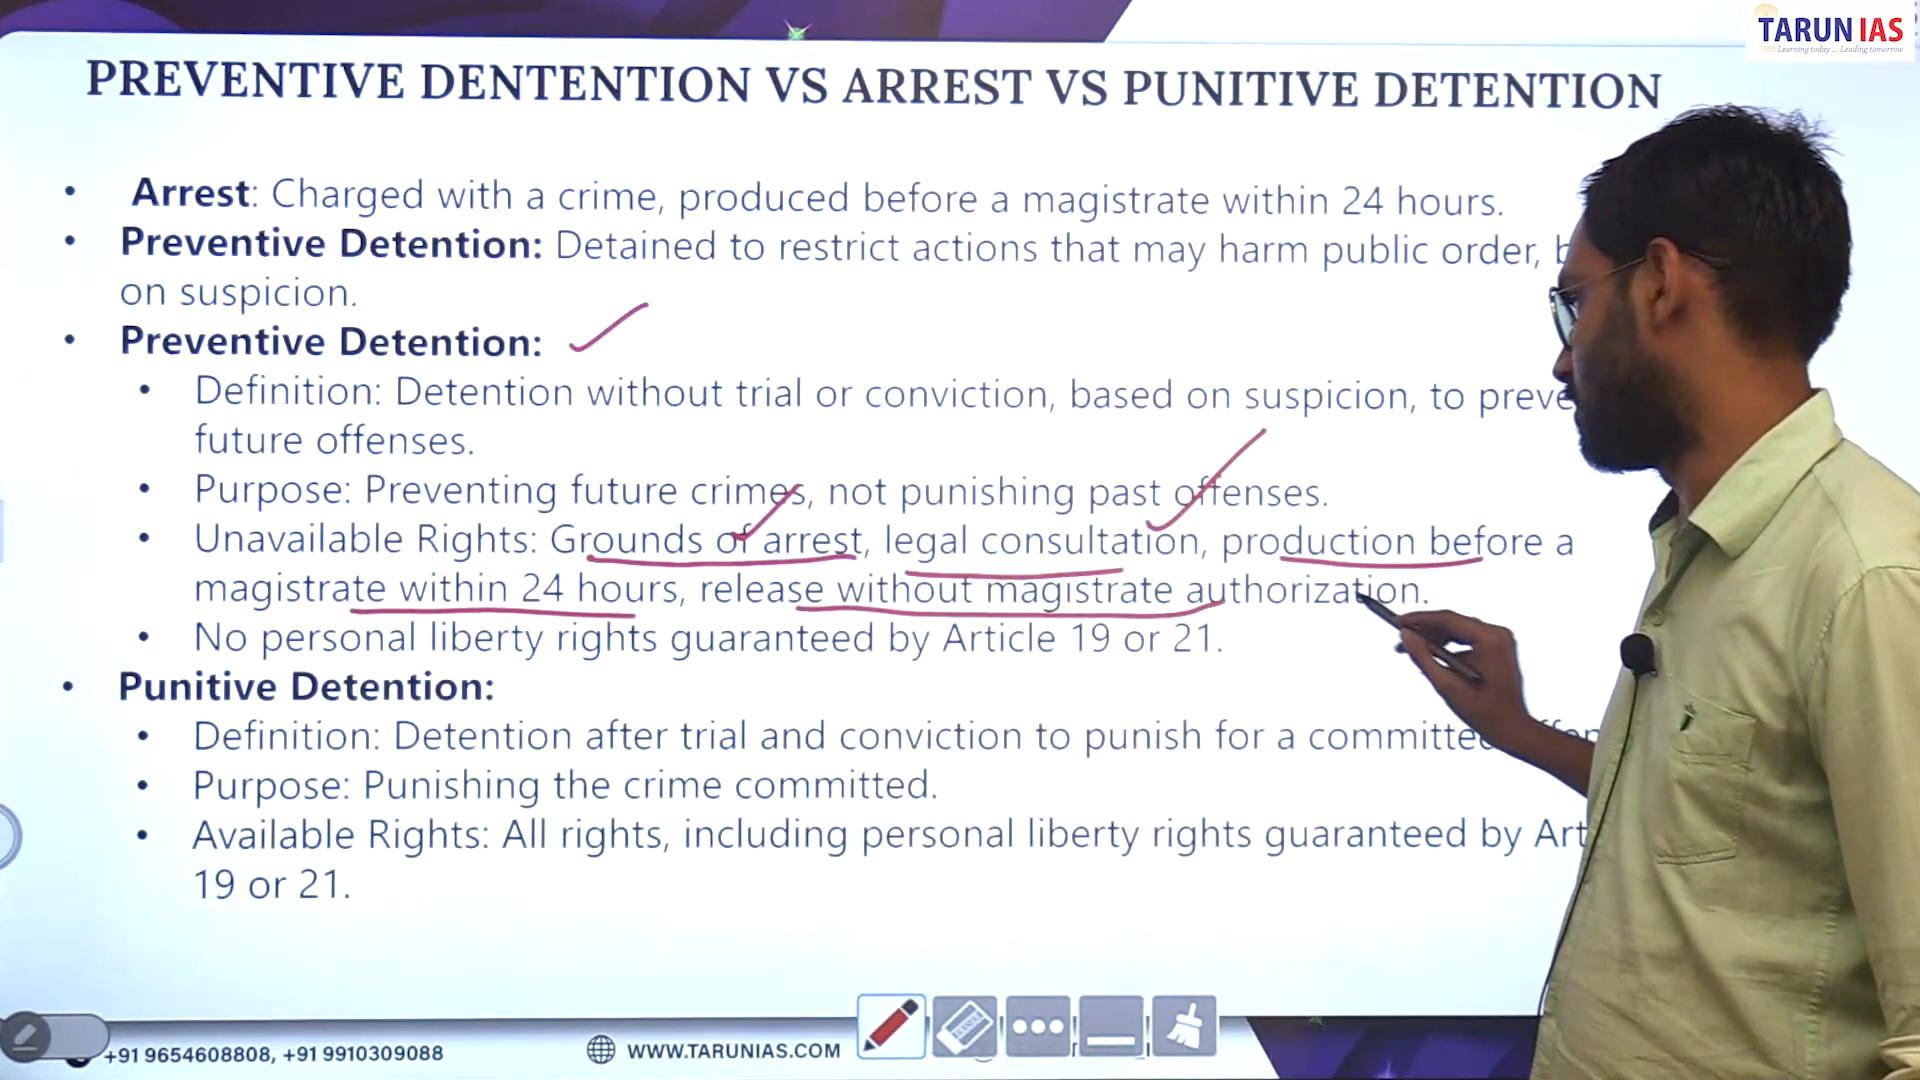 TARUN IAS
Learning today ... Leading tomorrow
PREVENTIVE DENTENTION VS ARREST VS PUNITIVE DETENTION
• Arrest: Charged with a crime, produced before a magistrate within 24 hours.
• Preventive Detention: Detained to restrict actions that may harm public order,
on suspicion.
• Preventive Detention:
• Definition: Detention without trial or conviction, based on suspicion, to
future offenses.
• Purpose: Preventing future crimes, not punishing past offenses.
• Unavailable Rights: Grounds of arrest, legal consultation, production before a
magistrate within 24 hours, release without magistrate authorization.
• No personal liberty rights guaranteed by Article 19 or 21.
• Punitive Detention:
• Definition: Detention after trial and conviction to punish for a committed
• Purpose: Punishing the crime committed.
• Available Rights: All rights, including personal liberty rights guaranteed by Art
19 or 21.
+91 9654608808, +91 9910309088
WWW.TARUNIAS.COM